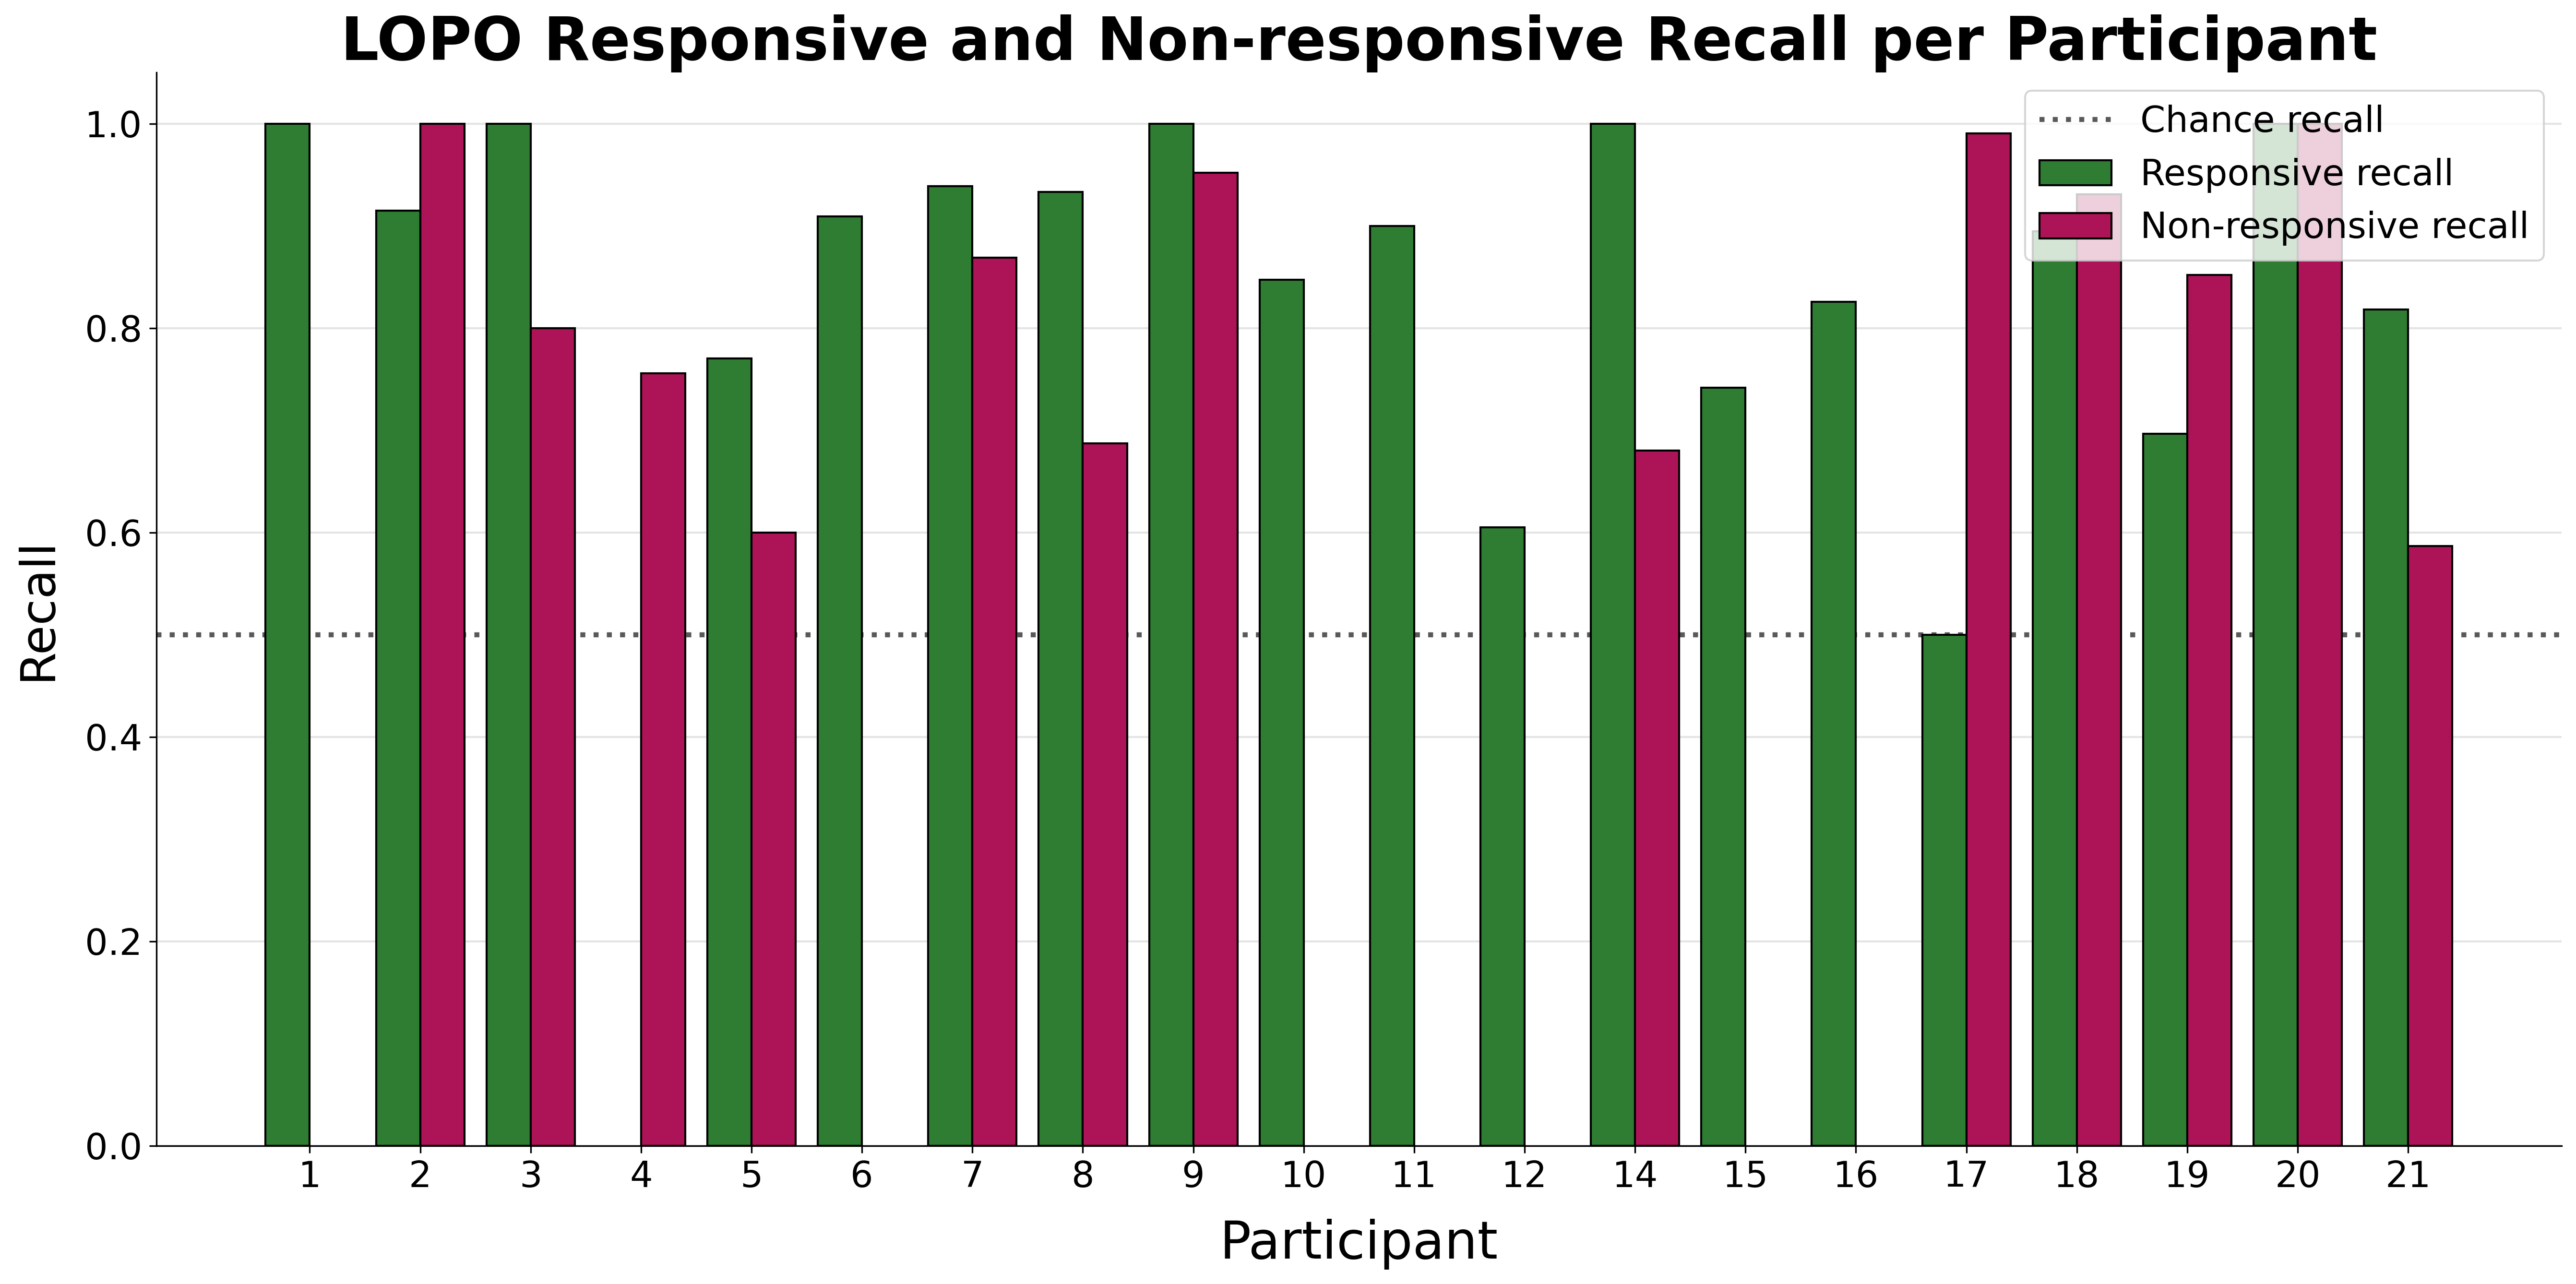 LOPO Responsive and Non-responsive Recall per Participant
Chance recall
Responsive recall
Non-responsive recall
1.0
0.8
0.6
0.4
0.2
0.0
Recall
1 2 3 4 5 6 7 8 9 10 11 12 14 15 16 17 18 19 20 21
Participant